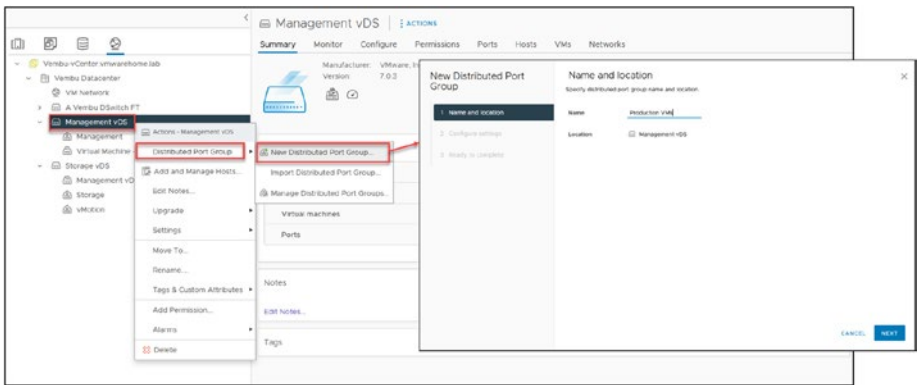 Management vDS
ACTIONS
Summary Monitor Configure Permissions Ports Hosts VMs Networks
Vembu-vCenter.vmwarehome.lab
Vembu Datacenter
VM Network
A Vembu DSwitch FT
Management vDS
Management
Virtual Machine
Storage vDS
Management vD
Storage
vMotion
Manufacturer: VMware, In
Version 7.0.3
Actions - Management vDS
Distributed Port Group
Add and Manage Hosts...
Edit Notes...
Upgrade
Settings
Move To...
Rename...
Tags & Custom Attributes
Add Permission...
Alarms
Delete
New Distributed Port Group...
Import Distributed Port Group...
Manage Distributed Port Groups...
Virtual machines
Ports
Notes
Edit Notes...
Tags
New Distributed Port
Group
1 Name and location
2 Configure settings
3 Ready to complete
Name and location
Specify distributed port group name and location.
Name Production VMs
Location Management vDS
CANCEL NEXT